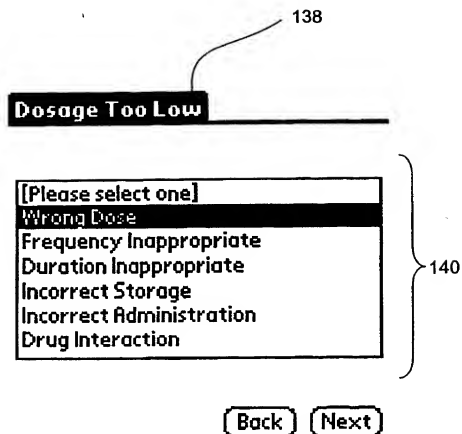 138
Dosage Too Low
[Please select one]
Wrong Dose
Frequency Inappropriate
Duration Inappropriate
Incorrect Storage
Incorrect Administration
Drug Interaction
140
Back Next